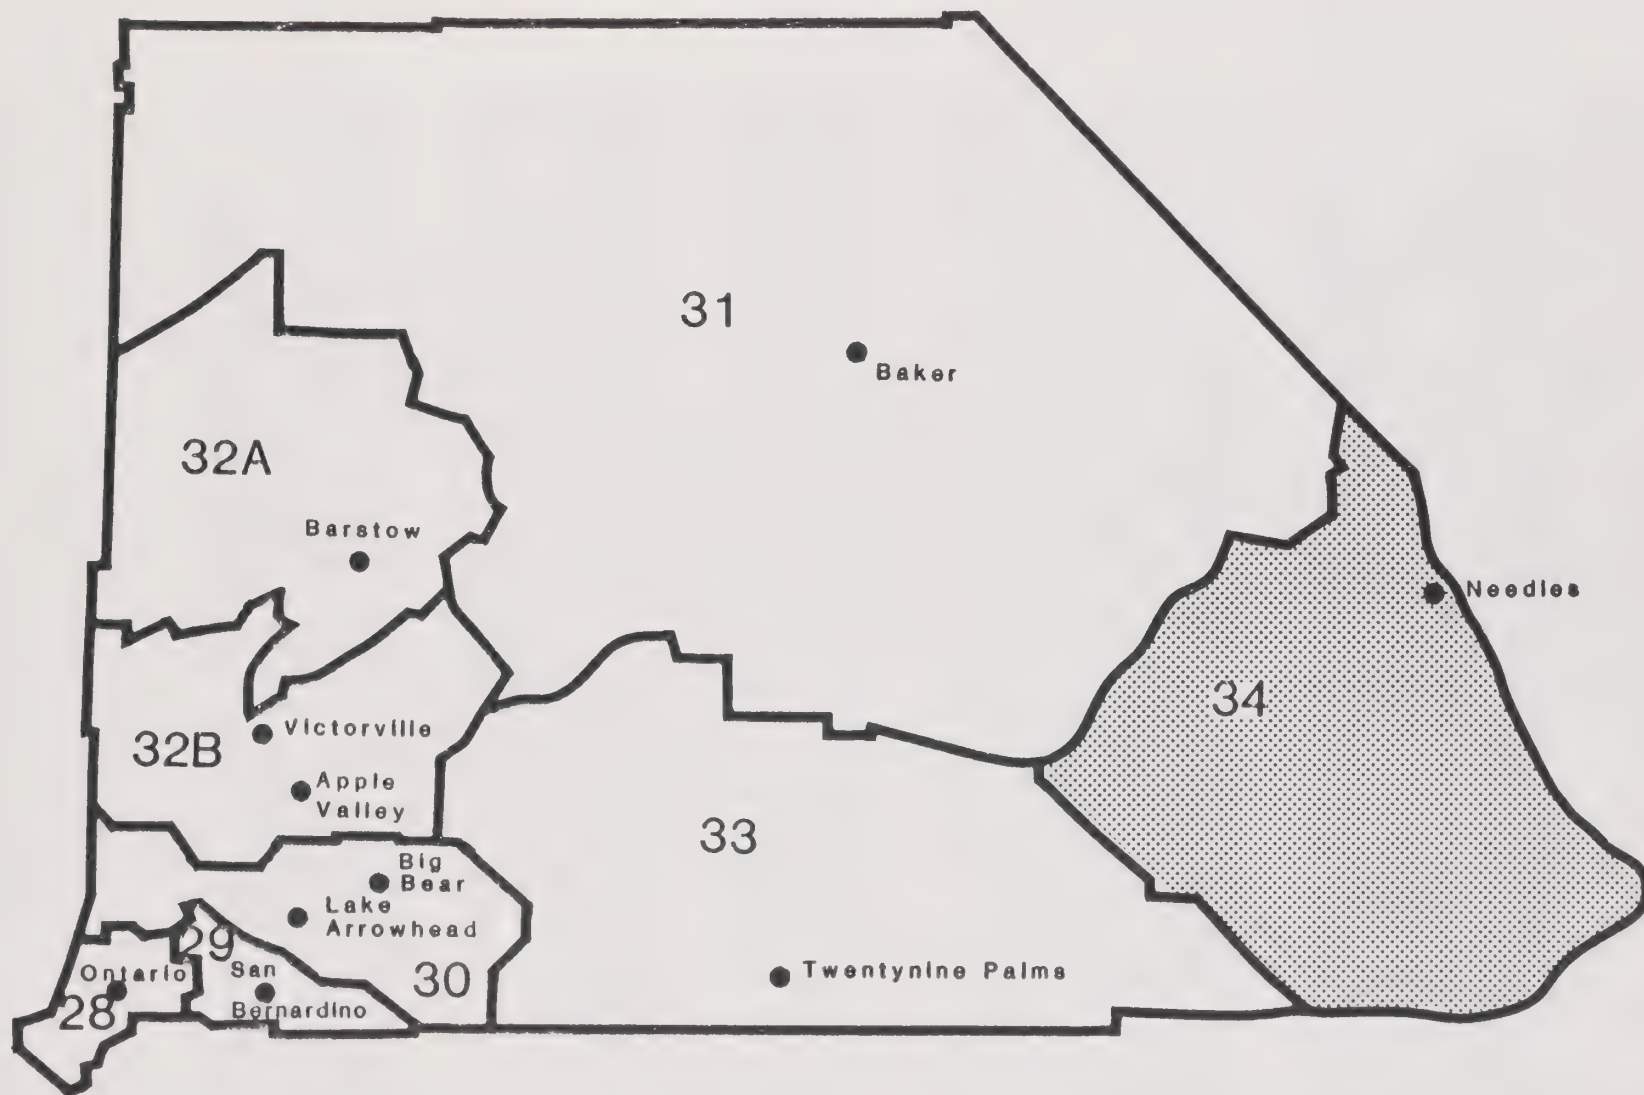 31
Baker
32A
Barstow
Needles
34
Victorville
32B
Apple
Valley
33
Big
Bear
Lake
Arrowhead
29
Ontario
San
30
Twentynine Palms
28
Bernardino